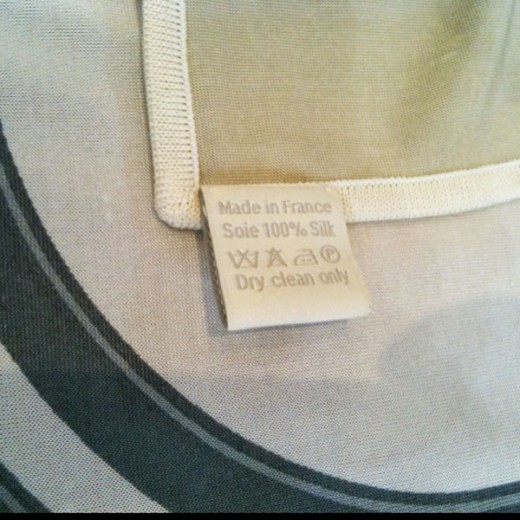 Made in France
Soie 100% Silk
P
Dry clean only